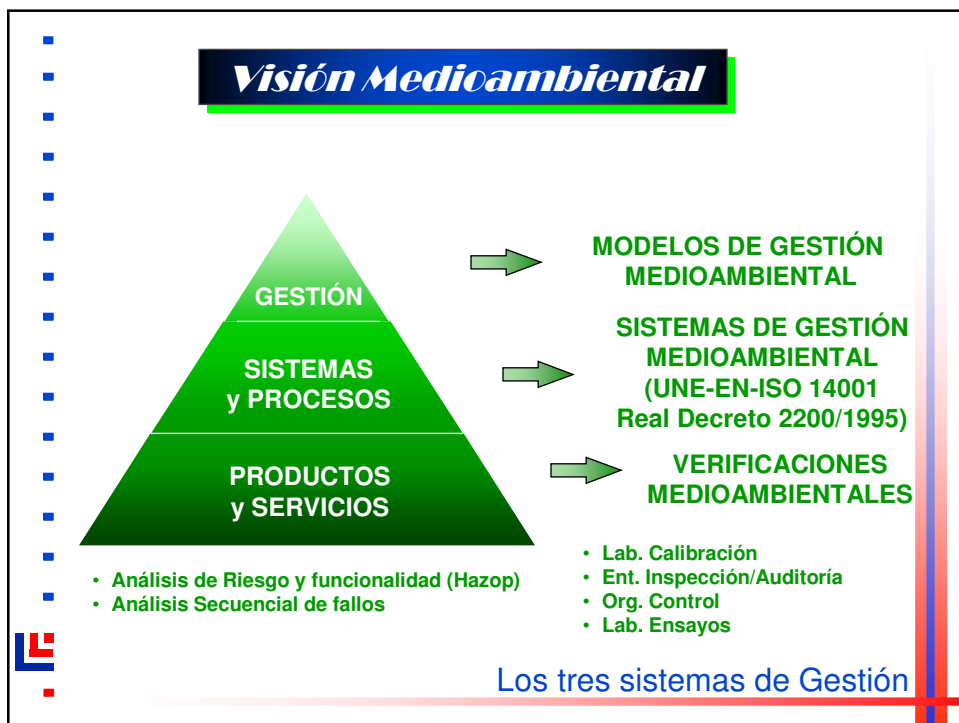 Visión Medioambiental
GESTIÓN
SISTEMAS
y PROCESOS
PRODUCTOS
y SERVICIOS
MODELOS DE GESTIÓN
MEDIOAMBIENTAL
SISTEMAS DE GESTIÓN
MEDIOAMBIENTAL
(UNE-EN-ISO 14001
Real Decreto 2200/1995)
VERIFICACIONES
MEDIOAMBIENTALES
• Análisis de Riesgo y funcionalidad (Hazop)
• Análisis Secuencial de fallos
• Lab. Calibración
• Ent. Inspección/Auditoría
• Org. Control
• Lab. Ensayos
Los tres sistemas de Gestión